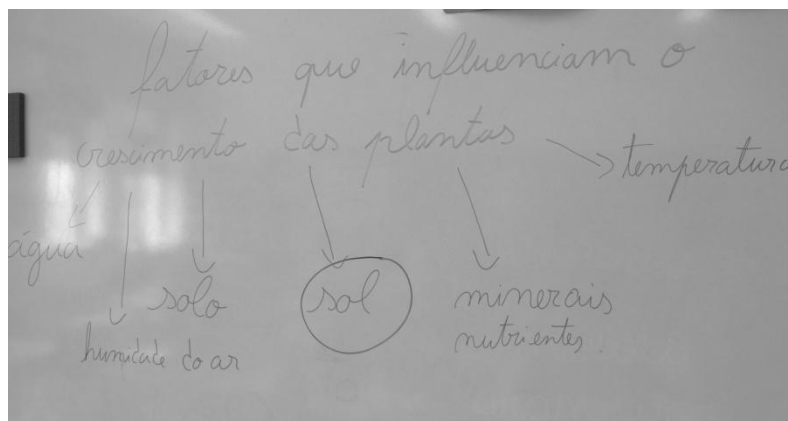 fatores que influenciam o
crescimento das plantas
temperatura
água
solo
sol
minerais
nutrientes
humidade do ar